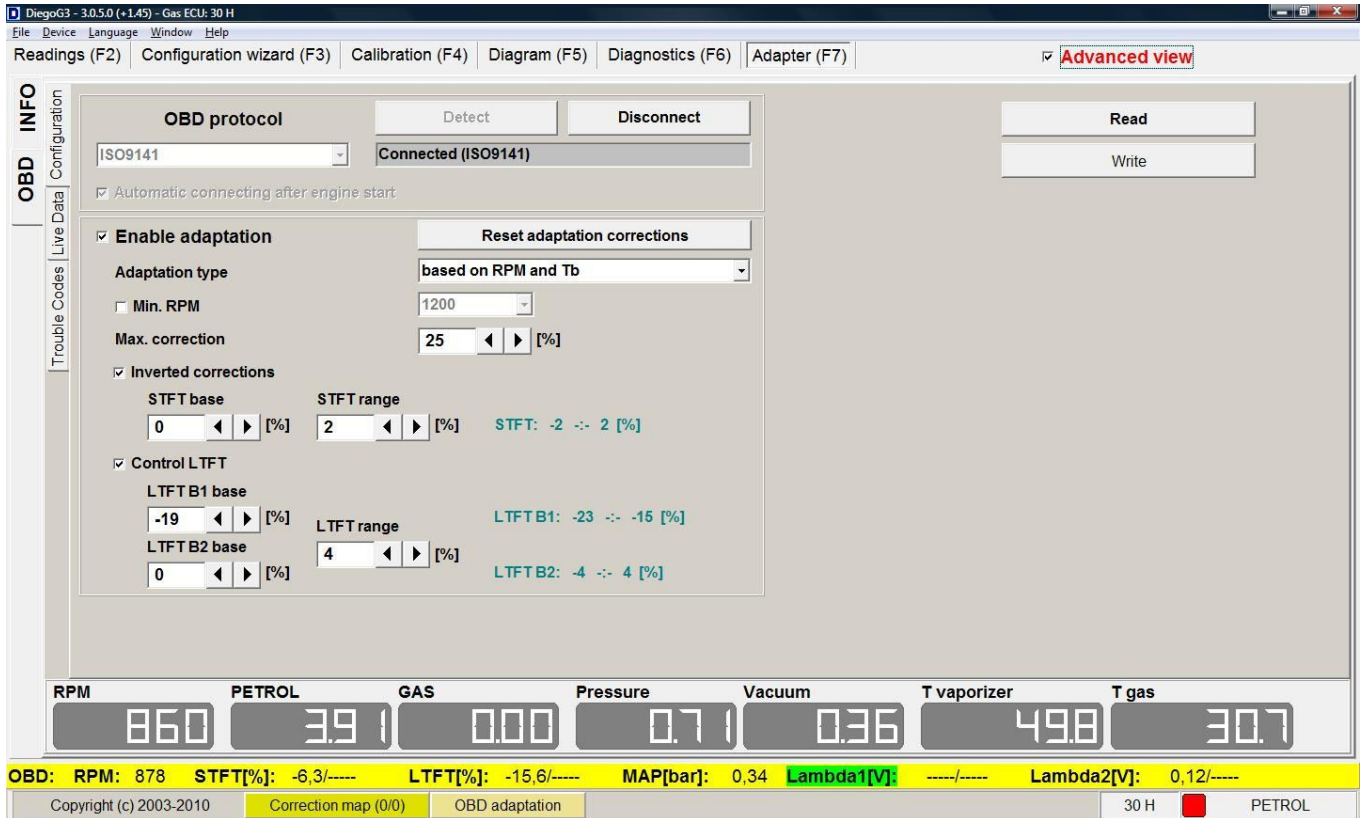 DiegoG3 - 3.0.5.0 (+1.45) - Gas ECU: 30 H
File Device Language Window Help
Readings (F2) Configuration wizard (F3) Calibration (F4) Diagram (F5) Diagnostics (F6) Adapter (F7) Advanced view
INFO
OBD
Configuration
Live Data
Trouble Codes
OBD protocol Detect Disconnect
ISO9141 Connected (ISO9141)
Automatic connecting after engine start
Read
Write
Enable adaptation Reset adaptation corrections
Adaptation type based on RPM and Tb
Min. RPM 1200
Max. correction 25 [%]
Inverted corrections
STFT base STFT range
0 [%] 2 [%] STFT: -2 -:- 2 [%]
Control LTFT
LTFT B1 base
-19 [%] LTFT B1: -23 -:- -15 [%]
LTFT range
LTFT B2 base
4 [%]
0 [%] LTFT B2: -4 -:- 4 [%]
RPM PETROL GAS Pressure Vacuum T vaporizer T gas
860 3.91 0.00 0.71 0.36 49.8 30.7
OBD: RPM: 878 STFT[%]: -6,3/----- LTFT[%]: -15,6/----- MAP[bar]: 0,34 Lambda1[V]: -----/----- Lambda2[V]: 0,12/-----
Copyright (c) 2003-2010 Correction map (0/0) OBD adaptation 30 H PETROL